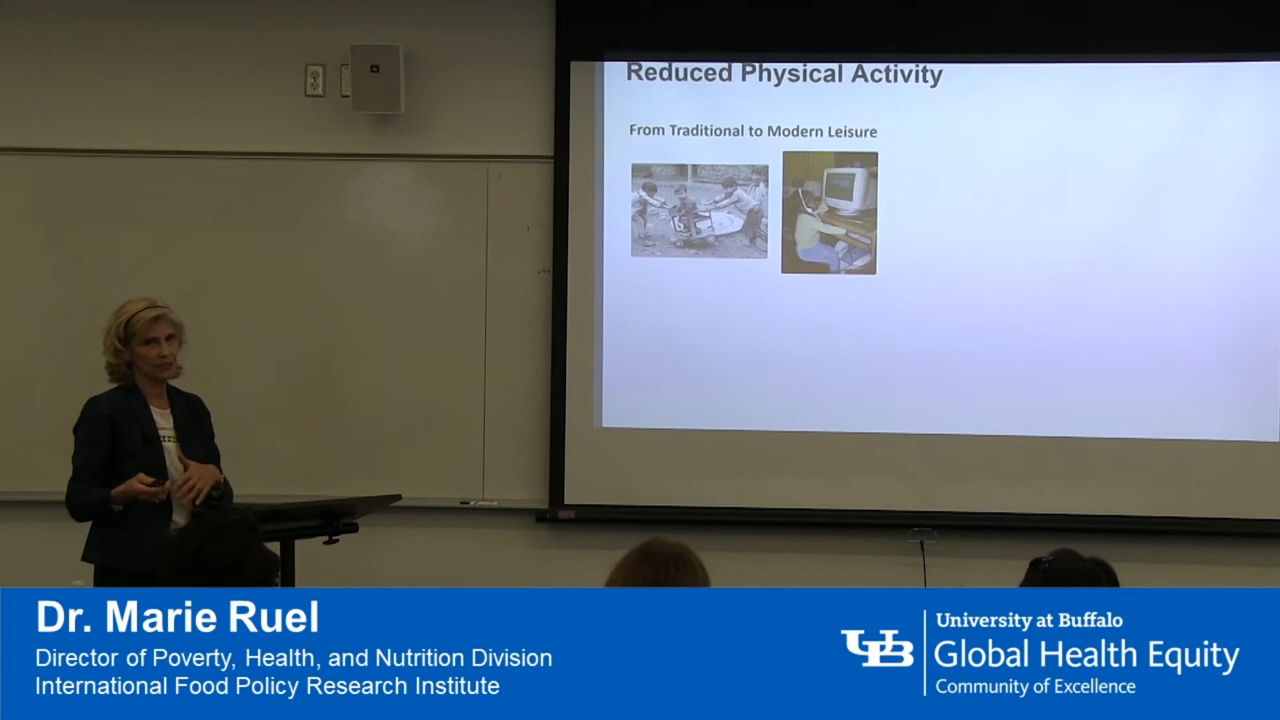 Reduced Physical Activity
From Traditional to Modern Leisure
Dr. Marie Ruel
Director of Poverty, Health, and Nutrition Division
International Food Policy Research Institute
UB
University at Buffalo
Global Health Equity
Community of Excellence